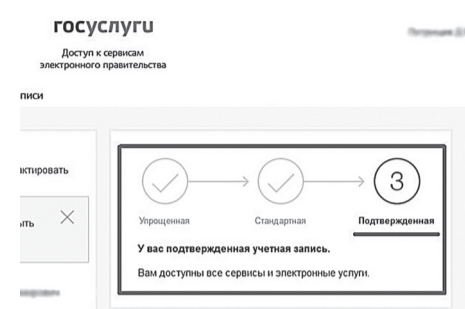 госуслуги
Доступ к сервисам
электронного правительства
писи
актировать
3
ыть
Упрощенная
Стандартная
Подтвержденная
У вас подтвержденная учетная запись.
Вам доступны все сервисы и электронные услуги.